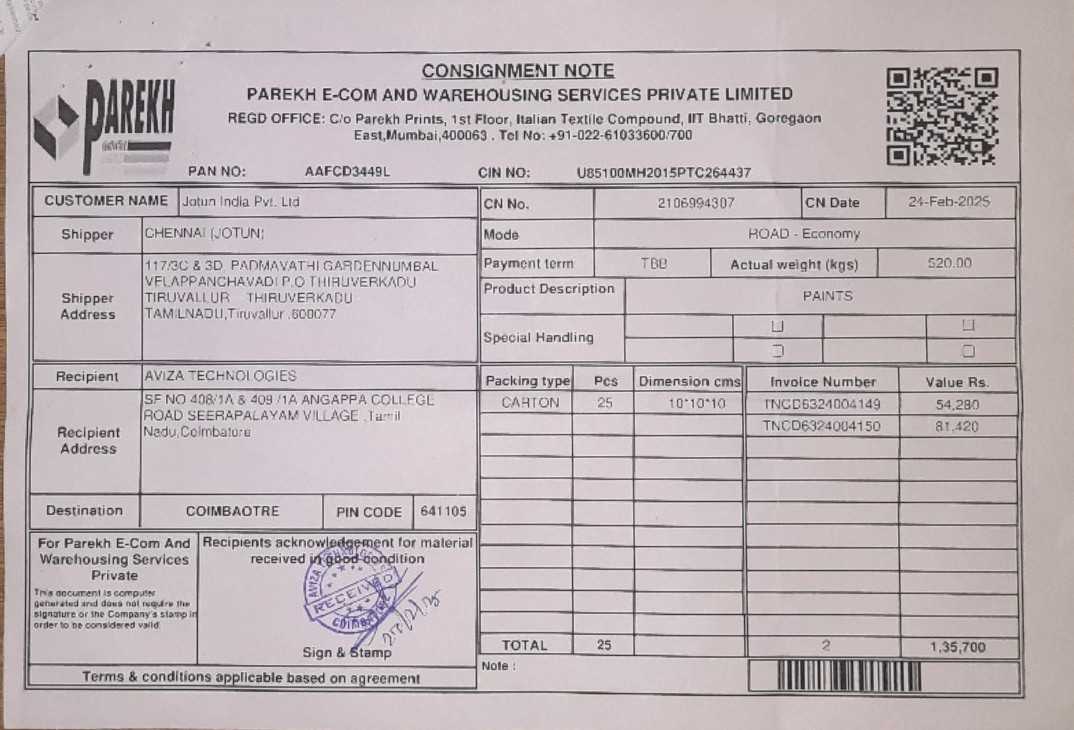 CONSIGNMENT NOTE
PAREKH
PAREKH E-COM AND WAREHOUSING SERVICES PRIVATE LIMITED
REGD OFFICE: C/o Parekh Prints, 1st Floor, Italian Textile Compound, IIT Bhatti, Goregaon
East,Mumbai,400063 . Tel No: +91-022-61033600/700
PAN NO: AAFCD3449L CIN NO: U85100MH2015PTC264437
CUSTOMER NAME Jotun India Pvt. Ltd
CN No. 2106994307 CN Date 24-Feb-2025
Shipper CHENNAI (JOTUN)
Mode ROAD - Economy
Payment term TBB Actual weight (kgs) 520.00
Shipper
Address
117/3C & 3D, PADMAVATHI GARDENNUMBAL
VELAPPANCHAVADI P.O THIRUVERKADU
TIRUVALLUR THIRUVERKADU
TAMILNADU,Tiruvallur ,600077
Product Description PAINTS
Special Handling
Recipient AVIZA TECHNOLOGIES
Recipient
Address
SF NO 408/1A & 409 /1A ANGAPPA COLLEGE
ROAD SEERAPALAYAM VILLAGE ,Tamil
Nadu,Coimbatore
Packing type Pcs Dimension cms Invoice Number Value Rs.
CARTON 25 10*10*10 TNCD6324004149 54,280
TNCD6324004150 81,420
Destination COIMBAOTRE PIN CODE 641105
For Parekh E-Com And
Warehousing Services
Private
This document is computer
generated and does not require the
signature or the Company's stamp in
order to be considered valid.
Recipients acknowledgement for material
received in good condition
AVIZA
RECEIVED
COIMBATORE
Sign & Stamp
TOTAL 25 2 1,35,700
Note :
Terms & conditions applicable based on agreement